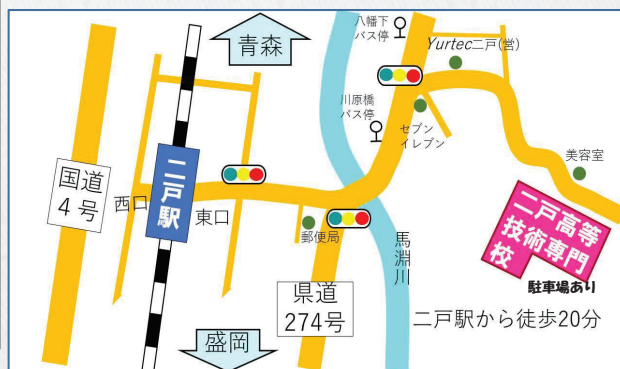 青森
八幡下
バス停
Yurtec二戸(営)
川原橋
バス停
セブン
イレブン
美容室
国道
4号
西口
二戸駅
東口
郵便局
馬淵川
二戸高等
技術専門
校
駐車場あり
県道
274号
二戸駅から徒歩20分
盛岡